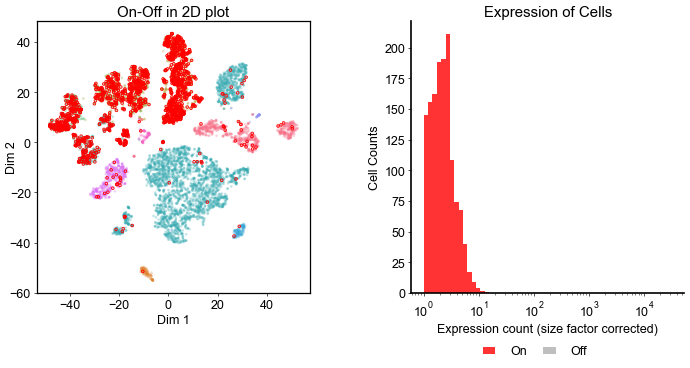 On-Off in 2D plot
40
20
0
−20
−40
−60
Dim 2
−40 −20 0 20 40
Dim 1
Expression of Cells
200
175
150
125
100
75
50
25
0
Cell Counts
10^0 10^1 10^2 10^3 10^4
Expression count (size factor corrected)
On Off